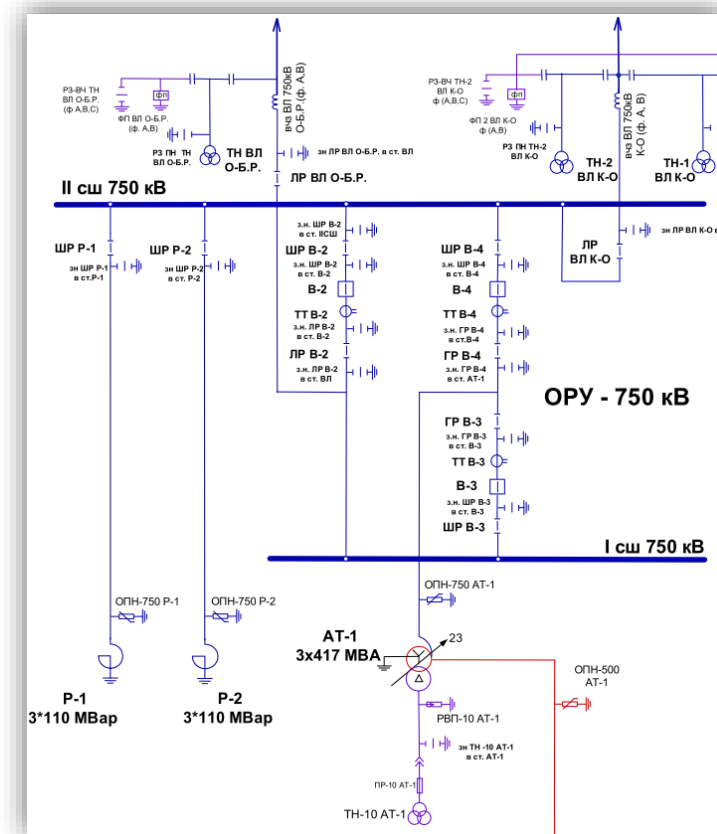 РЗ-ВЧ ТН
ВЛ О-Б.Р.
(ф А,В,С)
фп
ФП ВЛ О-Б.Р.
(ф. А,В)
РЗ ПН ТН
ВЛ О-Б.Р.
ТН ВЛ
О-Б.Р.
вчз ВЛ 750кВ
О-Б.Р.(ф. А,В)
зн ЛР ВЛ О-Б.Р. в ст. ВЛ
ЛР ВЛ О-Б.Р.
РЗ-ВЧ ТН-2
ВЛ К-О
ф (А,В,С)
фп
ФП 2 ВЛ К-О
ф (А,В)
РЗ ПН ТН-2
ВЛ К-О
ТН-2
ВЛ К-О
вчз ВЛ 750кВ
К-О (ф. А, В)
ТН-1
ВЛ К-О
II сш 750 кВ
ШР Р-1
зн ШР Р-1
в ст.Р-1
ШР Р-2
зн ШР Р-2
в ст. Р-2
з.н. ШР В-2
в ст. IIСШ
ШР В-2
з.н. ШР В-2
в ст. В-2
В-2
ТТ В-2
з.н. ЛР В-2
в ст. В-2
ЛР В-2
з.н. ЛР В-2
в ст. ВЛ
ШР В-4
з.н. ШР В-4
в ст. В-4
В-4
ТТ В-4
з.н. ГР В-4
в ст.В-4
ГР В-4
з.н. ГР В-4
в ст. АТ-1
зн ЛР ВЛ К-О в
ЛР
ВЛ К-О
ОРУ - 750 кВ
ГР В-3
з.н. ГР В-3
в ст. В-3
ТТ В-3
В-3
з.н. ШР В-3
в ст. В-3
ШР В-3
I сш 750 кВ
ОПН-750 Р-1
ОПН-750 Р-2
ОПН-750 АТ-1
АТ-1
3х417 МВА
23
ОПН-500
АТ-1
Р-1
3*110 МВар
Р-2
3*110 МВар
РВП-10 АТ-1
зн ТН -10 АТ-1
в ст. АТ-1
ПР-10 АТ-1
ТН-10 АТ-1